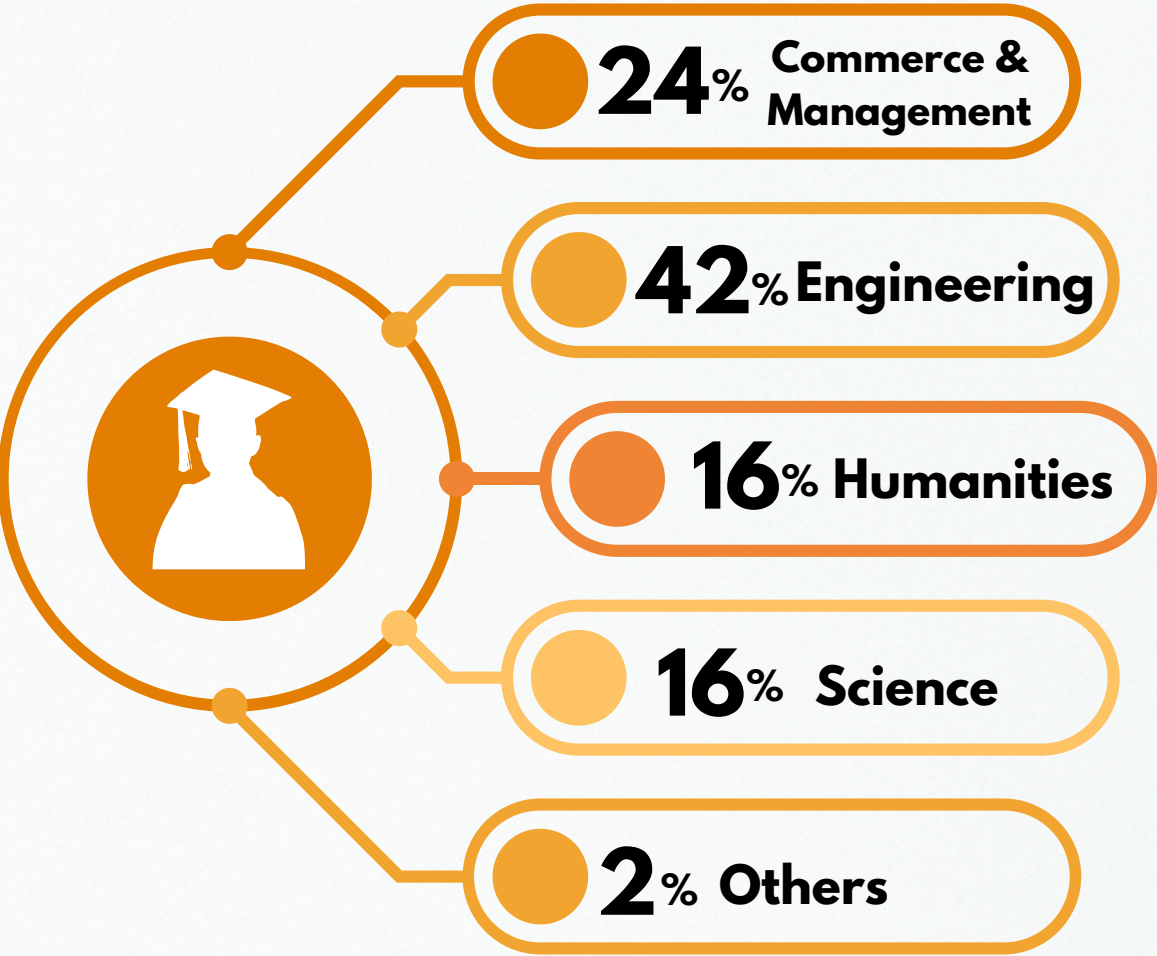 24% Commerce &
Management
42% Engineering
16% Humanities
16% Science
2% Others